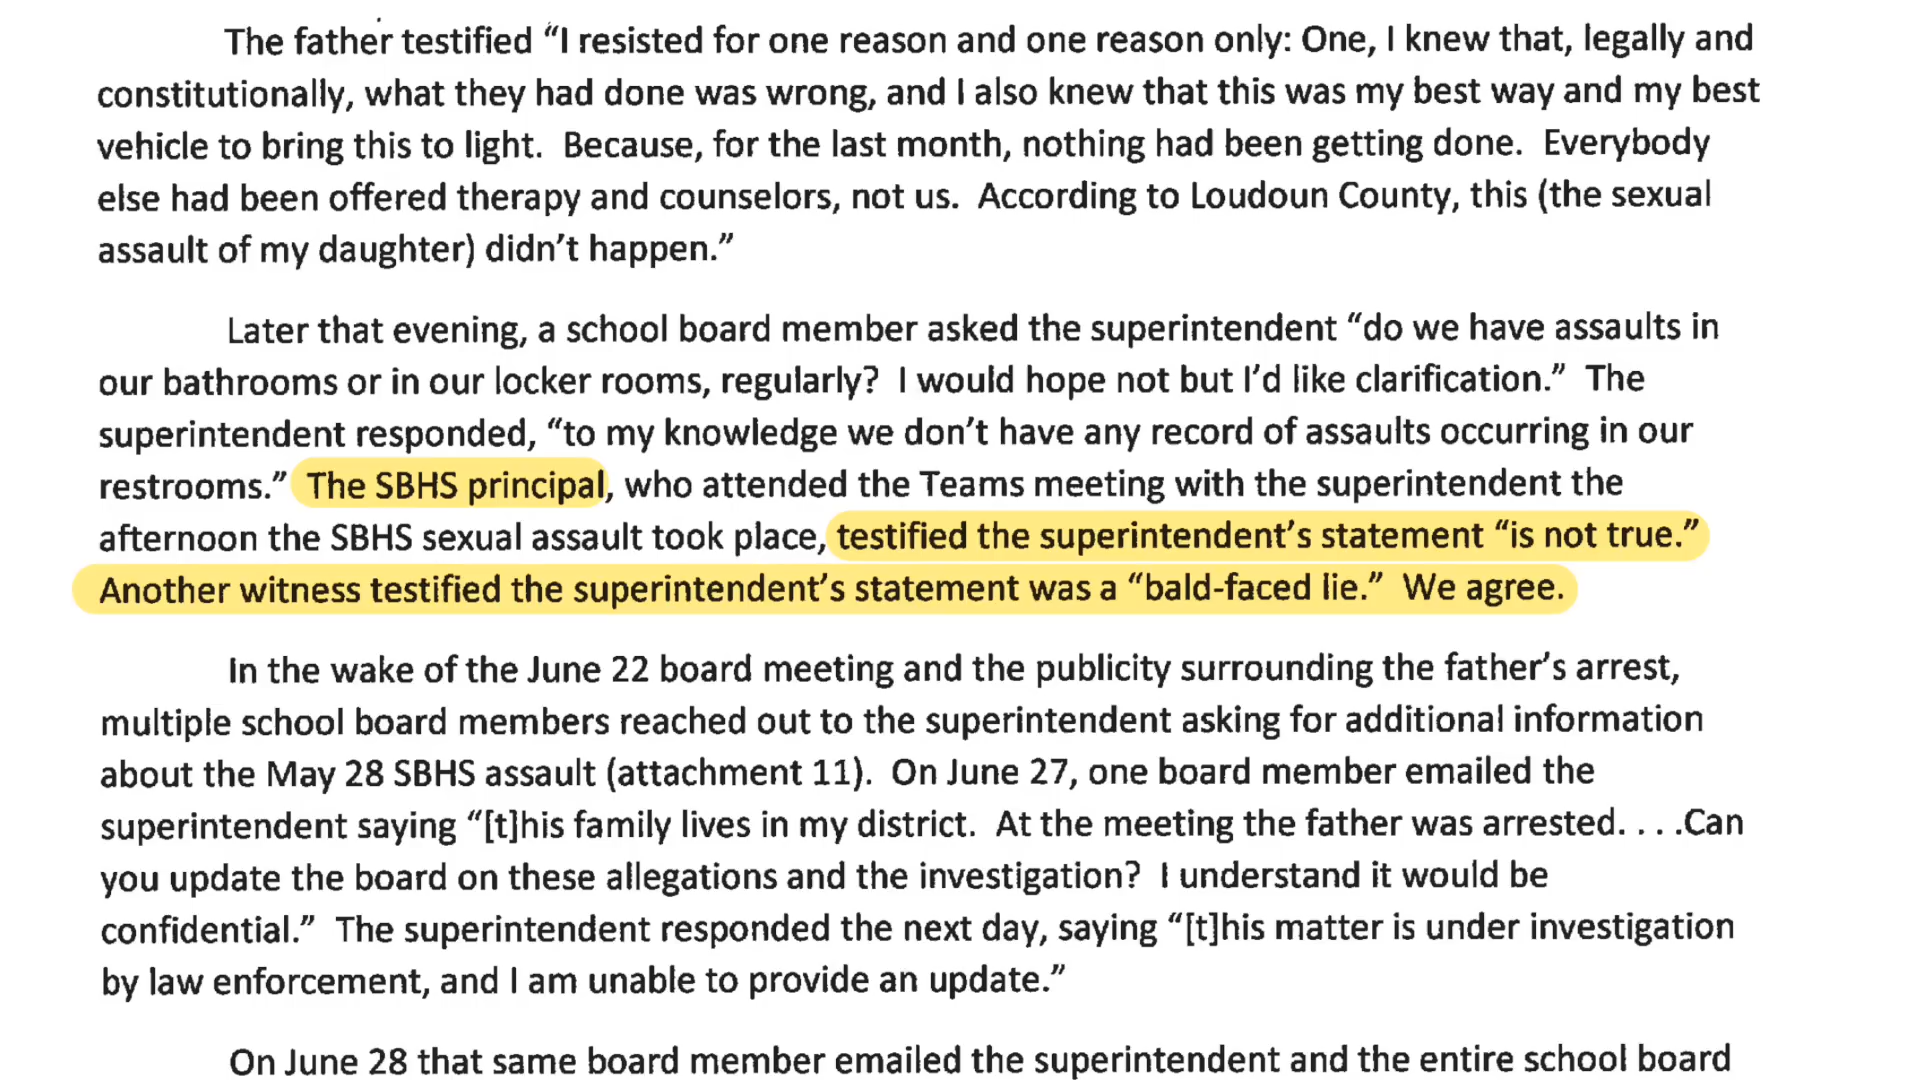 The father testified “I resisted for one reason and one reason only: One, I knew that, legally and
constitutionally, what they had done was wrong, and I also knew that this was my best way and my best
vehicle to bring this to light. Because, for the last month, nothing had been getting done. Everybody
else had been offered therapy and counselors, not us. According to Loudoun County, this (the sexual
assault of my daughter) didn’t happen.”
Later that evening, a school board member asked the superintendent “do we have assaults in
our bathrooms or in our locker rooms, regularly? I would hope not but I’d like clarification.” The
superintendent responded, “to my knowledge we don’t have any record of assaults occurring in our
restrooms.” The SBHS principal, who attended the Teams meeting with the superintendent the
afternoon the SBHS sexual assault took place, testified the superintendent’s statement “is not true.”
Another witness testified the superintendent’s statement was a “bald-faced lie.” We agree.
In the wake of the June 22 board meeting and the publicity surrounding the father’s arrest,
multiple school board members reached out to the superintendent asking for additional information
about the May 28 SBHS assault (attachment 11). On June 27, one board member emailed the
superintendent saying “[t]his family lives in my district. At the meeting the father was arrested. . . .Can
you update the board on these allegations and the investigation? I understand it would be
confidential.” The superintendent responded the next day, saying “[t]his matter is under investigation
by law enforcement, and I am unable to provide an update.”
On June 28 that same board member emailed the superintendent and the entire school board